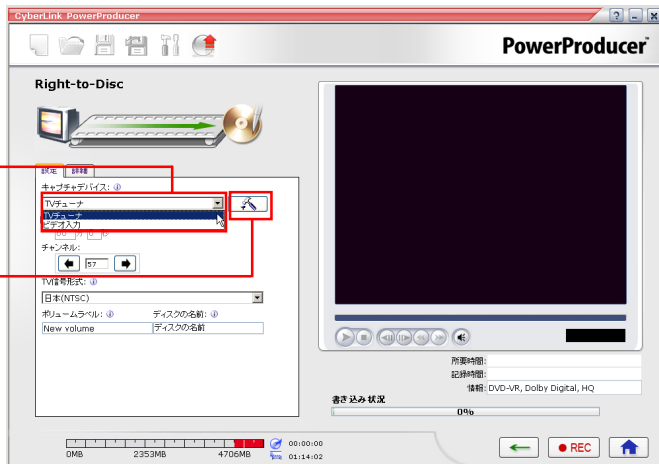 CyberLink PowerProducer
PowerProducer
Right-to-Disc
設定 詳細
キャプチャデバイス:
TVチューナ
TVチューナ
ビデオ入力
チャンネル:
57
TV信号形式:
日本(NTSC)
ボリュームラベル: ディスクの名前:
New volume ディスクの名前
所要時間:
記録時間:
情報: DVD-VR, Dolby Digital, HQ
書き込み状況
0%
0MB 2353MB 4706MB
00:00:00
01:14:02
REC